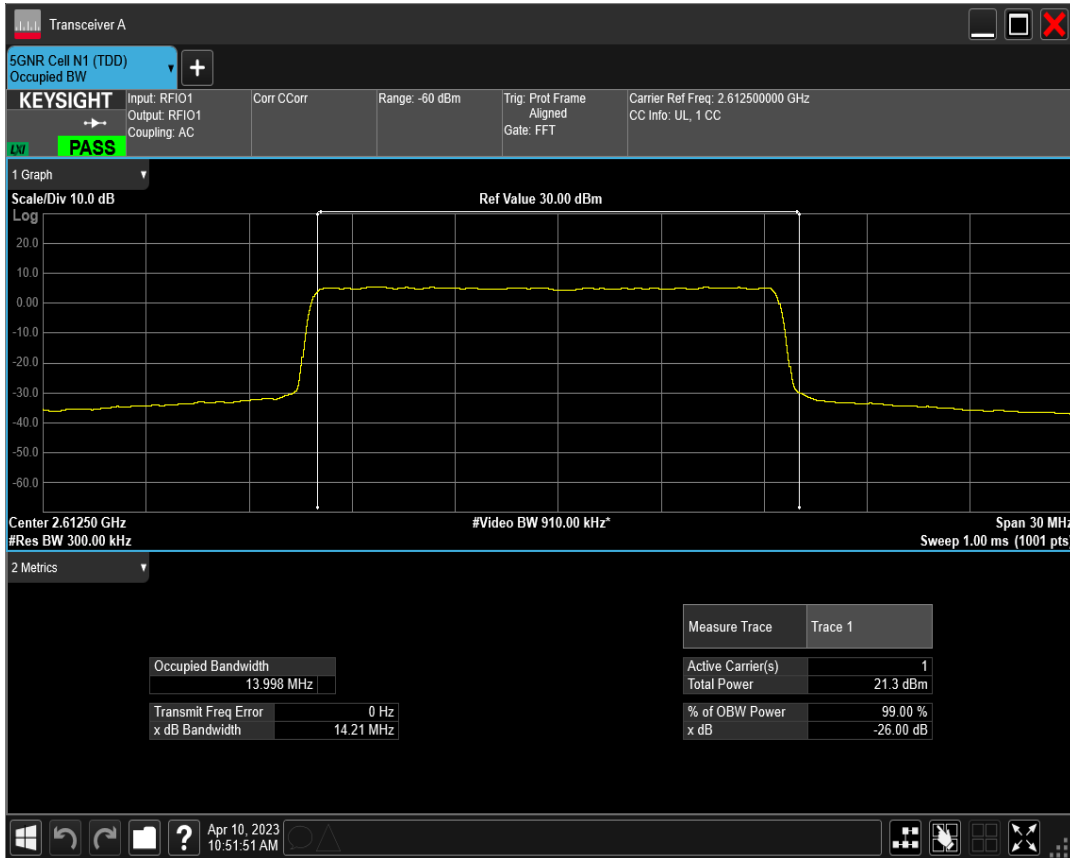 Transceiver A
5GNR Cell N1 (TDD)
Occupied BW
+
KEYSIGHT
LXI
PASS
Input: RFIO1
Output: RFIO1
Coupling: AC
Corr CCorr
Range: -60 dBm
Trig: Prot Frame
Aligned
Gate: FFT
Carrier Ref Freq: 2.612500000 GHz
CC Info: UL, 1 CC
1 Graph
Scale/Div 10.0 dB
Ref Value 30.00 dBm
Log
20.0
10.0
0.00
-10.0
-20.0
-30.0
-40.0
-50.0
-60.0
Center 2.61250 GHz
#Video BW 910.00 kHz*
Span 30 MHz
#Res BW 300.00 kHz
Sweep 1.00 ms (1001 pts)
2 Metrics
Measure Trace Trace 1
Occupied Bandwidth
13.998 MHz
Active Carrier(s) 1
Total Power 21.3 dBm
Transmit Freq Error 0 Hz
x dB Bandwidth 14.21 MHz
% of OBW Power 99.00 %
x dB -26.00 dB
?
Apr 10, 2023
10:51:51 AM